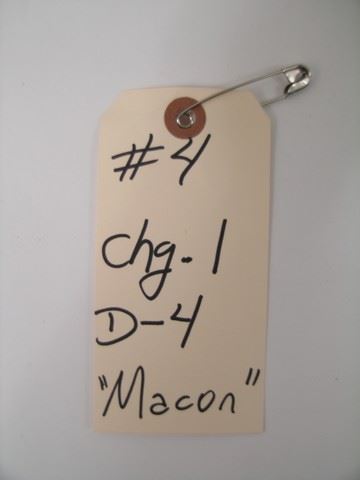 #4
Chg. 1
D-4
"Macon"